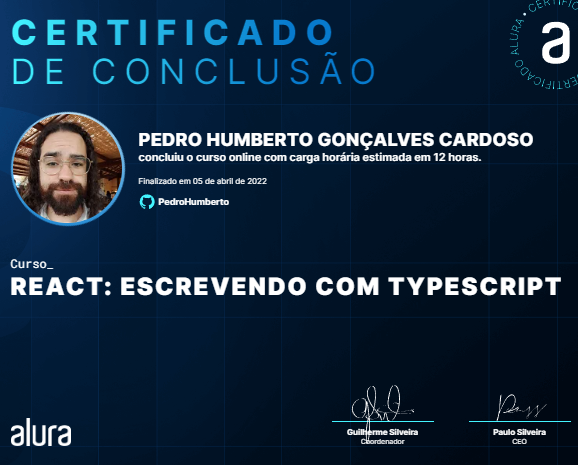 CERTIFICADO
DE CONCLUSÃO
CERTIFICADO ALURA • CERTIFIC
a
PEDRO HUMBERTO GONÇALVES CARDOSO
concluiu o curso online com carga horária estimada em 12 horas.
Finalizado em 05 de abril de 2022
PedroHumberto
Curso_
REACT: ESCREVENDO COM TYPESCRIPT
Guilherme Silveira
Coordenador
Paulo Silveira
CEO
alura